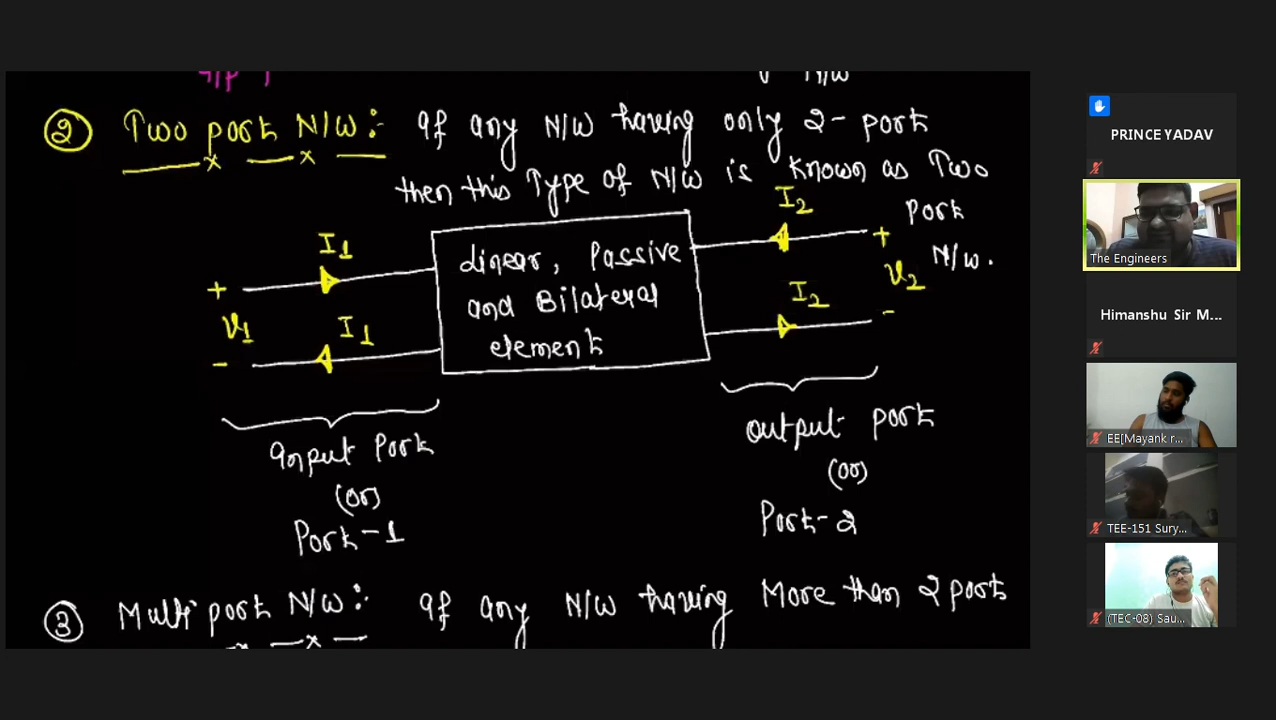 N/W
② Two port N/W:- If any N/W having only 2-port
then this Type of N/W is known as Two
Port
N/W.
I1
I2
+
V1
-
I1
Linear, Passive
and Bilateral
element
+
V2
-
I2
Input Port
(or)
Port-1
output port
(or)
Port-2
③ Multi port N/W:- If any N/W having More than 2 port
PRINCE YADAV
The Engineers
Himanshu Sir M...
EE[Mayank r...
TEE-151 Sury...
(TEC-08) Sau...